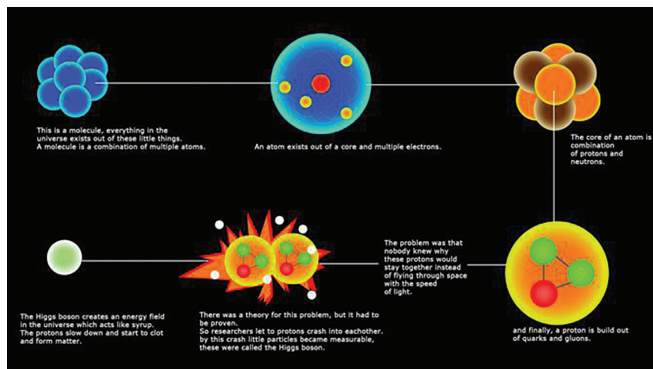 This is a molecule, everything in the
universe exists out of these little things.
A molecule is a combination of multiple atoms.
An atom exists out of a core and multiple electrons.
The core of an atom is
combination
of protons and
neutrons.
and finally, a proton is build out
of quarks and gluons.
The problem was that
nobody knew why
these protons would
stay together instead
of flying through space
with the speed
of light.
There was a theory for this problem, but it had to
be proven.
So researchers let to protons crash into eachother.
by this crash little particles became measurable,
these were called the Higgs boson.
The Higgs boson creates an energy field
in the universe which acts like syrup.
The protons slow down and start to clot
and form matter.